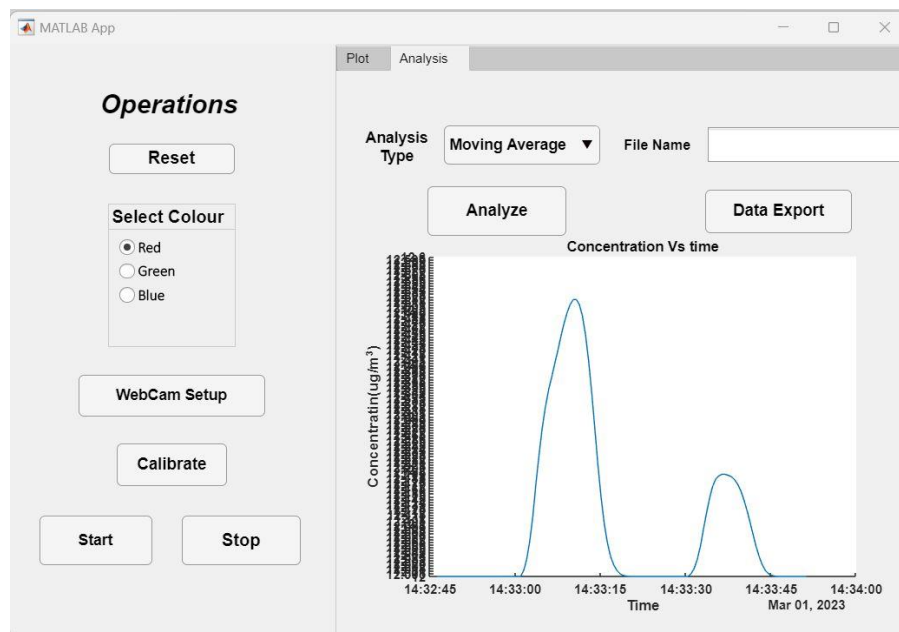 MATLAB App
Operations
Reset
Select Colour
Red
Green
Blue
WebCam Setup
Calibrate
Start
Stop
Plot
Analysis
Analysis
Type
Moving Average
File Name
Analyze
Data Export
Concentration Vs time
Concentratin(ug/m³)
14:32:45
14:33:00
14:33:15
14:33:30
14:33:45
14:34:00
Time
Mar 01, 2023